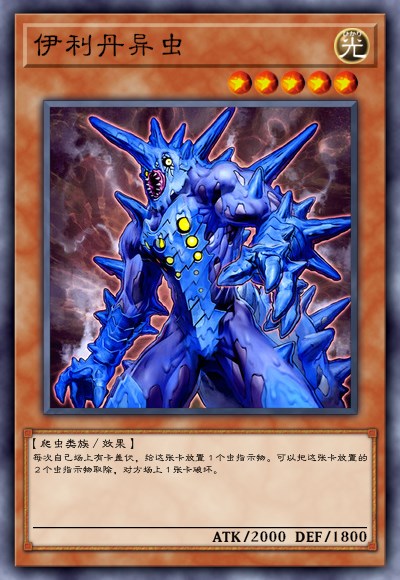 伊利丹异虫
光
【爬虫类族／效果】
每次自己场上有卡盖伏，给这张卡放置１个虫指示物。可以把这张卡放置的
２个虫指示物取除，对方场上１张卡破坏。
ATK/2000 DEF/1800